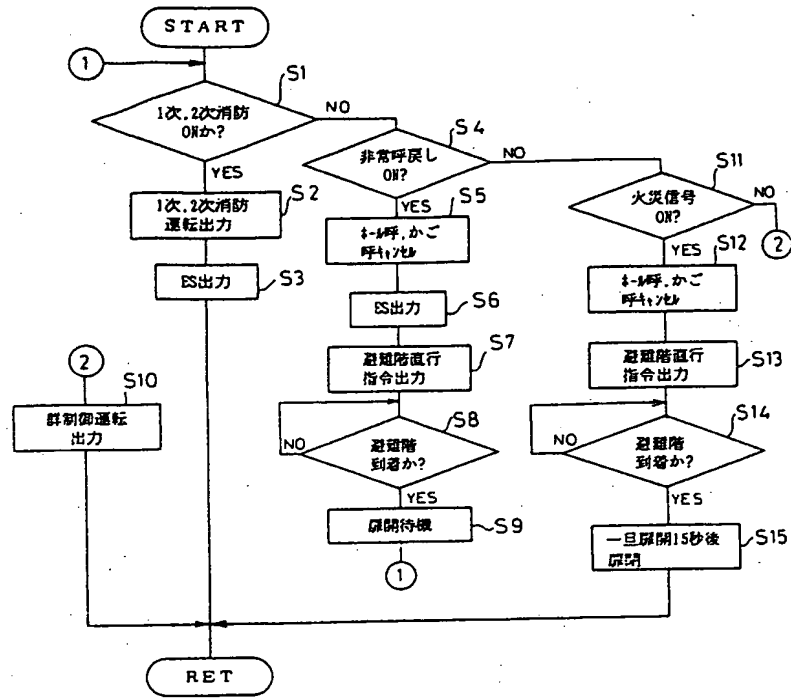 START
①
S1
1次,2次消防
ONか?
NO
YES
S2
1次,2次消防
運転出力
S3
ES出力
S4
非常呼戻し
ON?
NO
YES
S5
ホール呼,かご
呼キャンセル
S6
ES出力
S7
避難階直行
指令出力
S8
避難階
到着か?
NO
YES
S9
扉開待機
①
S11
火災信号
ON?
NO
②
YES
S12
ホール呼,かご
呼キャンセル
S13
避難階直行
指令出力
S14
避難階
到着か?
NO
YES
S15
一旦扉開15秒後
扉閉
②
S10
群制御運転
出力
RET